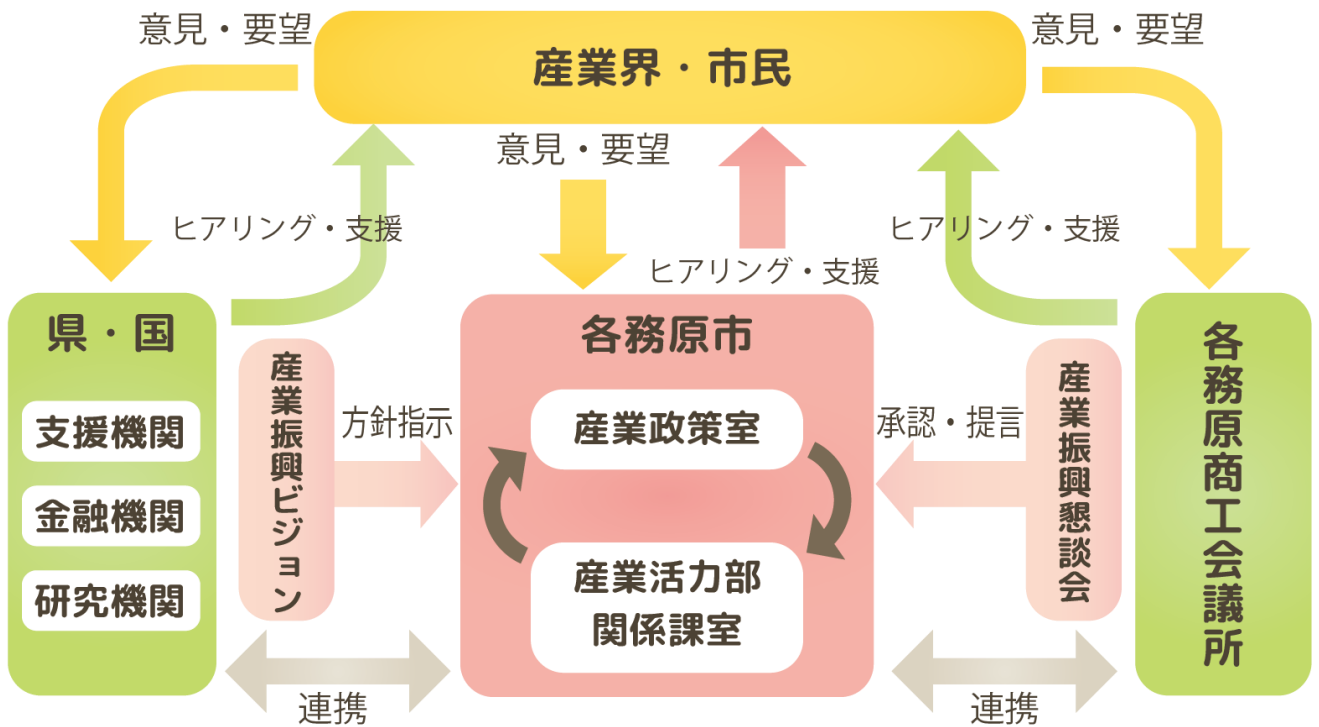 意見・要望
産業界・市民
意見・要望
意見・要望
ヒアリング・支援
ヒアリング・支援
ヒアリング・支援
県・国
支援機関
金融機関
研究機関
産業振興ビジョン
方針指示
各務原市
産業政策室
産業活力部
関係課室
承認・提言
産業振興懇談会
各務原商工会議所
連携
連携